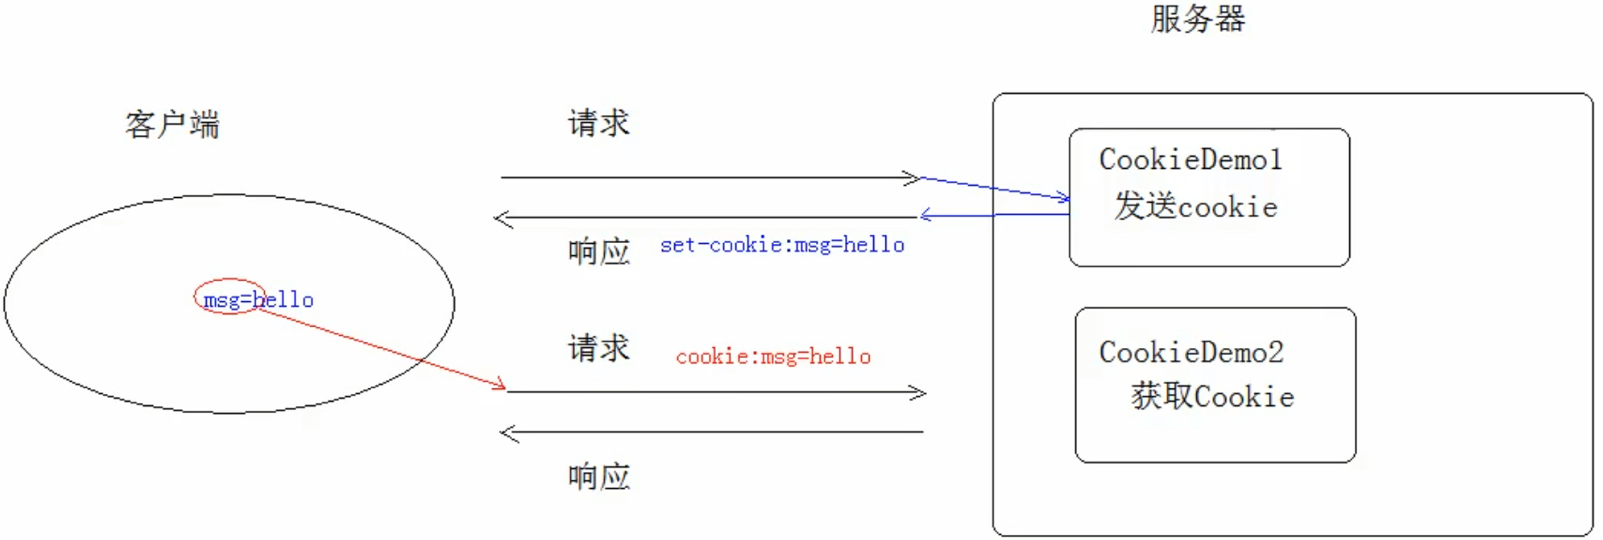 服务器
客户端
请求
CookieDemo1
发送cookie
响应
set-cookie:msg=hello
msg=hello
请求
cookie:msg=hello
CookieDemo2
获取Cookie
响应